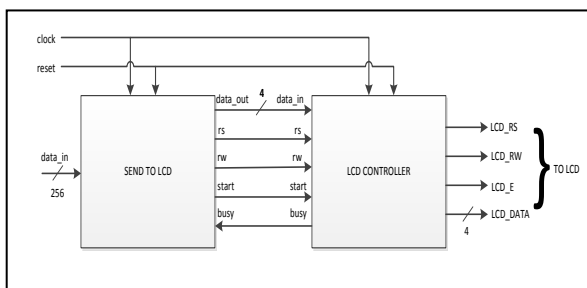 clock
reset
data_out 4 data_in
rs rs
rw rw
start start
busy busy
data_in
256
SEND TO LCD
LCD CONTROLLER
LCD_RS
LCD_RW
LCD_E
LCD_DATA
4
TO LCD